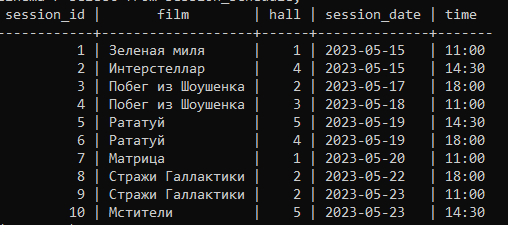 session_id | film | hall | session_date | time
1 | Зеленая миля | 1 | 2023-05-15 | 11:00
2 | Интерстеллар | 4 | 2023-05-15 | 14:30
3 | Побег из Шоушенка | 2 | 2023-05-17 | 18:00
4 | Побег из Шоушенка | 3 | 2023-05-18 | 11:00
5 | Рататуй | 5 | 2023-05-19 | 14:30
6 | Рататуй | 4 | 2023-05-19 | 18:00
7 | Матрица | 1 | 2023-05-20 | 11:00
8 | Стражи Галлактики | 2 | 2023-05-22 | 18:00
9 | Стражи Галлактики | 2 | 2023-05-23 | 11:00
10 | Мстители | 5 | 2023-05-23 | 14:30